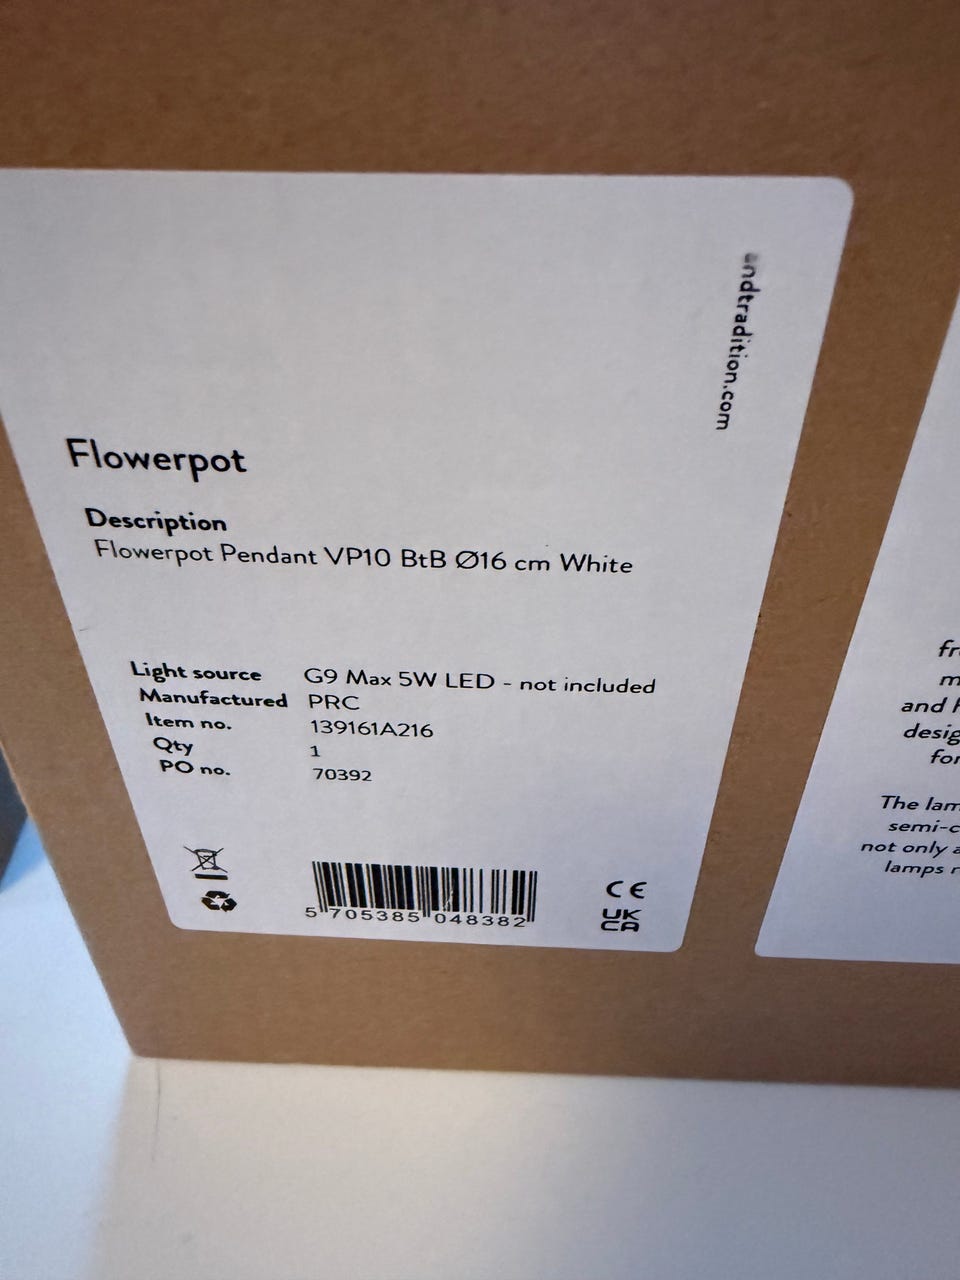 andtradition.com
Flowerpot
Description
Flowerpot Pendant VP10 BtB Ø16 cm White
Light source G9 Max 5W LED - not included
Manufactured PRC
Item no. 139161A216
Qty 1
PO no. 70392
5 705385 048382
CE
UK
CA
and
The
semi-c
not only
lamps